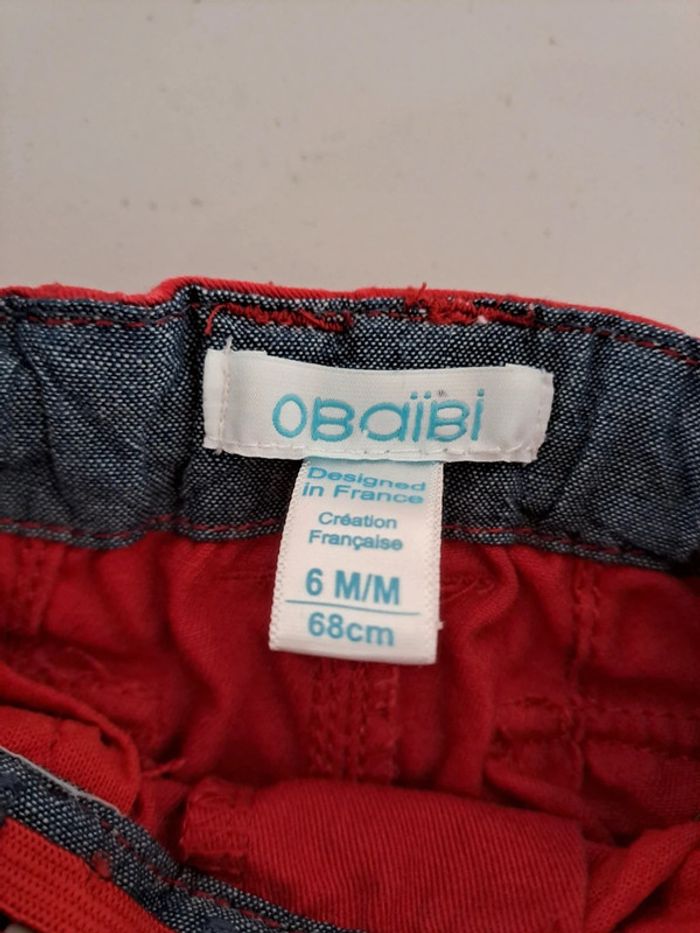 OBaïBi
Designed
in France
Création
Française
6 M/M
68cm